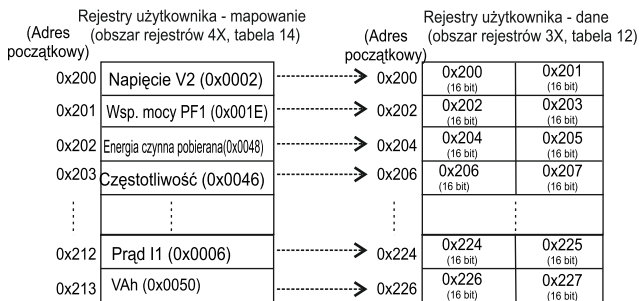 Rejestry użytkownika - mapowanie
(obszar rejestrów 4X, tabela 14)
(Adres
początkowy)
Rejestry użytkownika - dane
(obszar rejestrów 3X, tabela 12)
(Adres
początkowy)
0x200 Napięcie V2 (0x0002) 0x200 0x200 0x201
(16 bit) (16 bit)
0x201 Wsp. mocy PF1 (0x001E) 0x202 0x202 0x203
(16 bit) (16 bit)
0x202 Energia czynna pobierana(0x0048) 0x204 0x204 0x205
(16 bit) (16 bit)
0x203 Częstotliwość (0x0046) 0x206 0x206 0x207
(16 bit) (16 bit)
0x212 Prąd I1 (0x0006) 0x224 0x224 0x225
(16 bit) (16 bit)
0x213 VAh (0x0050) 0x226 0x226 0x227
(16 bit) (16 bit)